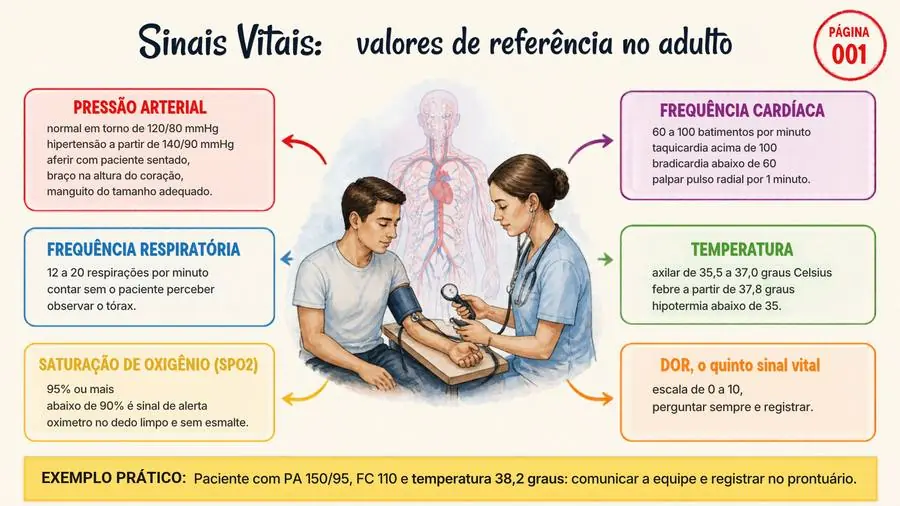 Sinais Vitais: valores de referência no adulto
PÁGINA
001
PRESSÃO ARTERIAL
normal em torno de 120/80 mmHg
hipertensão a partir de 140/90 mmHg
aferir com paciente sentado,
braço na altura do coração,
manguito do tamanho adequado.
FREQUÊNCIA CARDÍACA
60 a 100 batimentos por minuto
taquicardia acima de 100
bradicardia abaixo de 60
palpar pulso radial por 1 minuto.
FREQUÊNCIA RESPIRATÓRIA
12 a 20 respirações por minuto
contar sem o paciente perceber
observar o tórax.
TEMPERATURA
axilar de 35,5 a 37,0 graus Celsius
febre a partir de 37,8 graus
hipotermia abaixo de 35.
SATURAÇÃO DE OXIGÊNIO (SPO2)
95% ou mais
abaixo de 90% é sinal de alerta
oximetro no dedo limpo e sem esmalte.
DOR, o quinto sinal vital
escala de 0 a 10,
perguntar sempre e registrar.
EXEMPLO PRÁTICO: Paciente com PA 150/95, FC 110 e temperatura 38,2 graus: comunicar a equipe e registrar no prontuário.